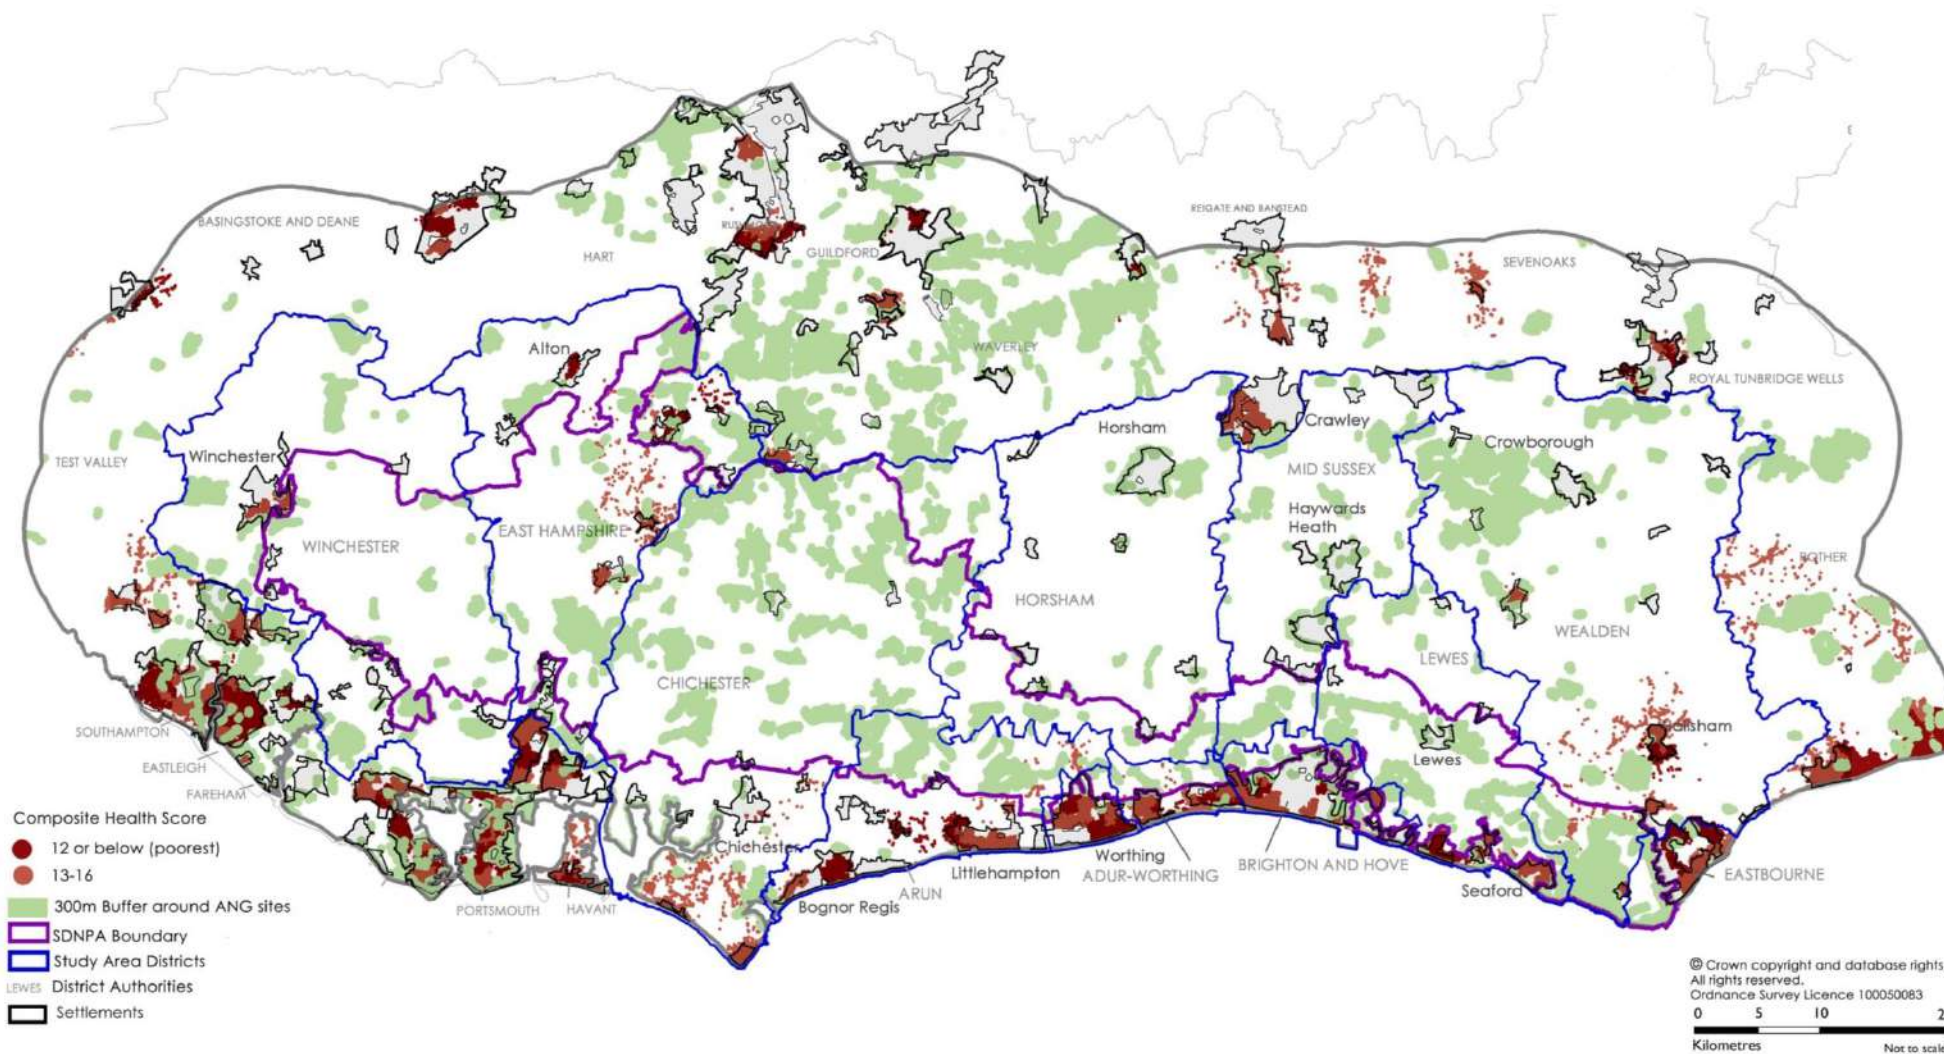 REIGATE AND BANSTEAD
BASINGSTOKE AND DEANE
HART
GUILDFORD
SEVENOAKS
Alton
WAVERLEY
ROYAL TUNBRIDGE WELLS
Horsham
Crawley
Crowborough
TEST VALLEY
Winchester
MID SUSSEX
Haywards
Heath
EAST HAMPSHIRE
WINCHESTER
ROTHER
HORSHAM
WEALDEN
LEWES
CHICHESTER
SOUTHAMPTON
EASTLEIGH
FAREHAM
Lewes
Chichester
Worthing
ADUR-WORTHING
BRIGHTON AND HOVE
Littlehampton
EASTBOURNE
Seaford
ARUN
Bognor Regis
PORTSMOUTH
HAVANT
Composite Health Score
12 or below (poorest)
13-16
300m Buffer around ANG sites
SDNPA Boundary
Study Area Districts
LEWES District Authorities
Settlements
© Crown copyright and database rights
All rights reserved.
Ordnance Survey Licence 100050083
0 5 10 2
Kilometres
Not to scale